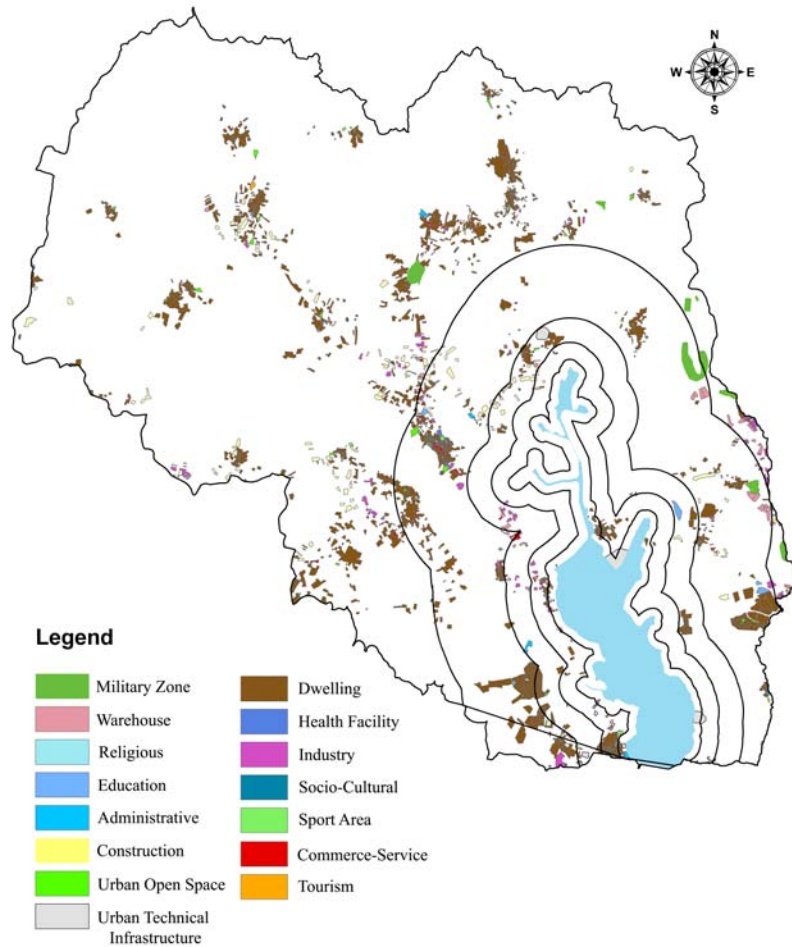 N
W E
S
Legend
Military Zone
Warehouse
Religious
Education
Administrative
Construction
Urban Open Space
Urban Technical
Infrastructure
Dwelling
Health Facility
Industry
Socio-Cultural
Sport Area
Commerce-Service
Tourism